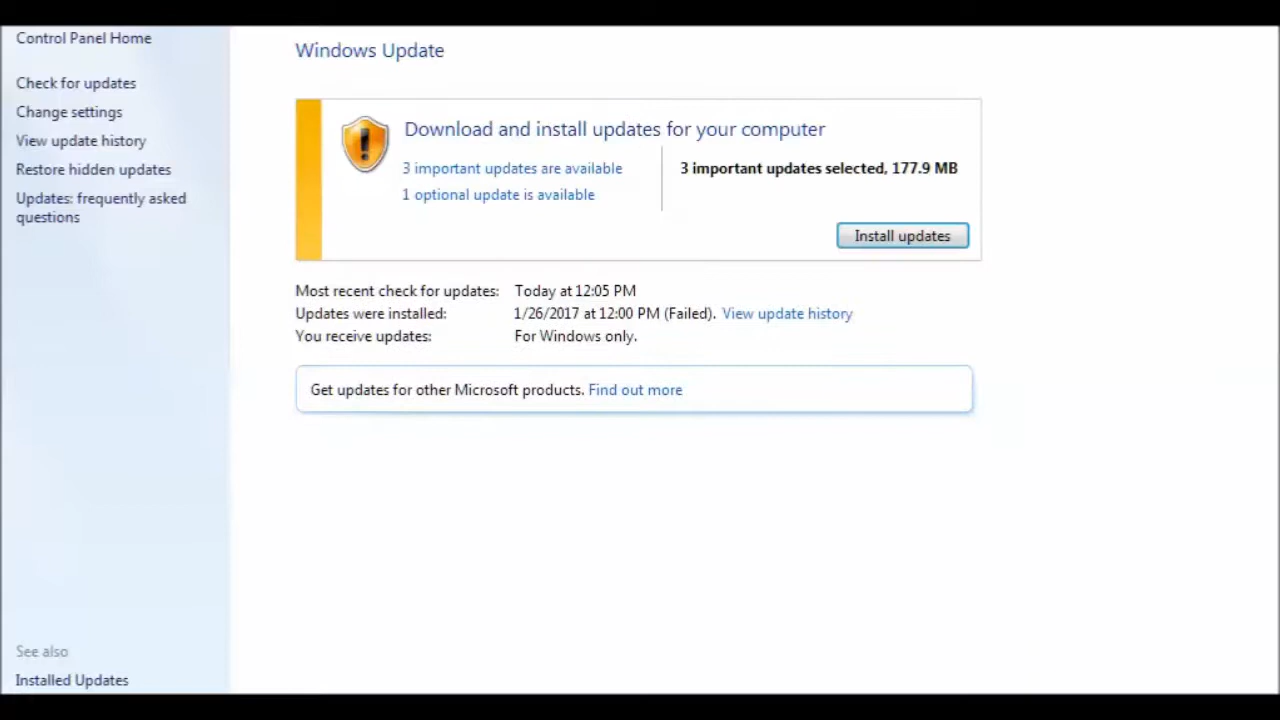 Control Panel Home
Check for updates
Change settings
View update history
Restore hidden updates
Updates: frequently asked
questions
See also
Installed Updates
Windows Update
Download and install updates for your computer
3 important updates are available
1 optional update is available
3 important updates selected, 177.9 MB
Install updates
Most recent check for updates: Today at 12:05 PM
Updates were installed: 1/26/2017 at 12:00 PM (Failed). View update history
You receive updates: For Windows only.
Get updates for other Microsoft products. Find out more